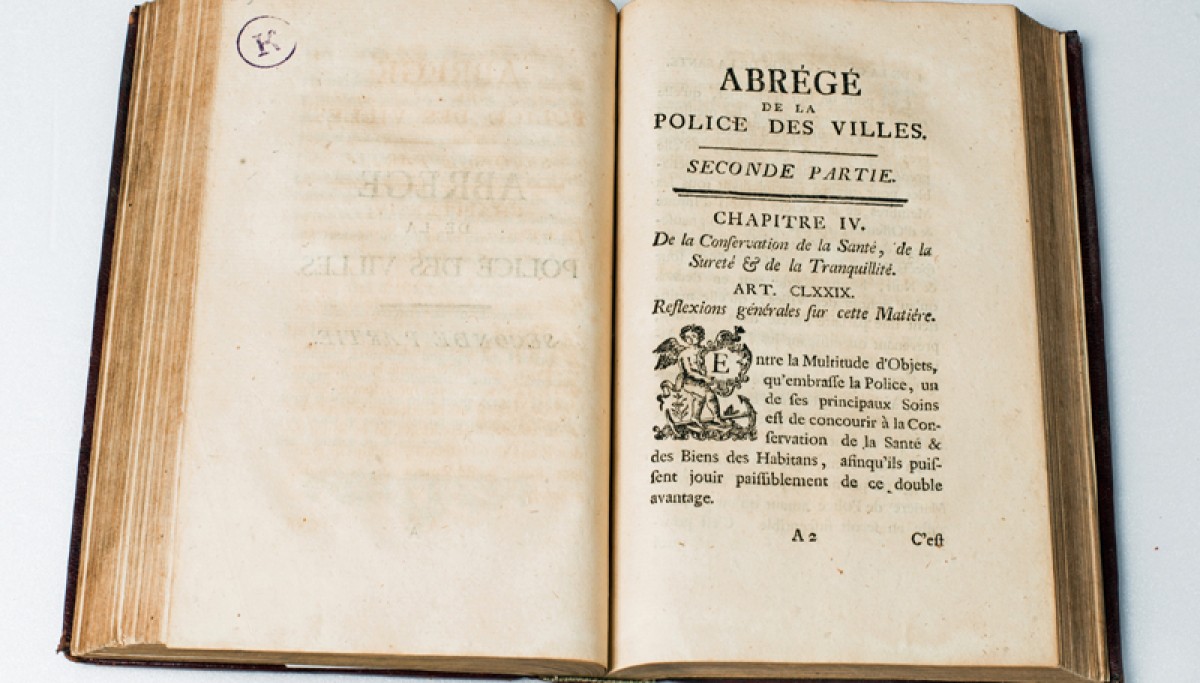 K
ABRÉGÉ
DE LA
POLICE DES VILLES.
SECONDE PARTIE.
CHAPITRE IV.
De la Conſervation de la Santé, de la
Sureté & de la Tranquillité.
ART. CLXXIX.
Reflexions générales ſur cette Matiére.
Entre la Multitude d'Objets,
qu'embraſſe la Police, un
de ſes principaux Soins
eſt de concourir à la Con-
ſervation de la Santé &
des Biens des Habitans, afinqu'ils puiſ-
ſent jouir paiſſiblement de ce double
avantage.
A 2 C'eſt